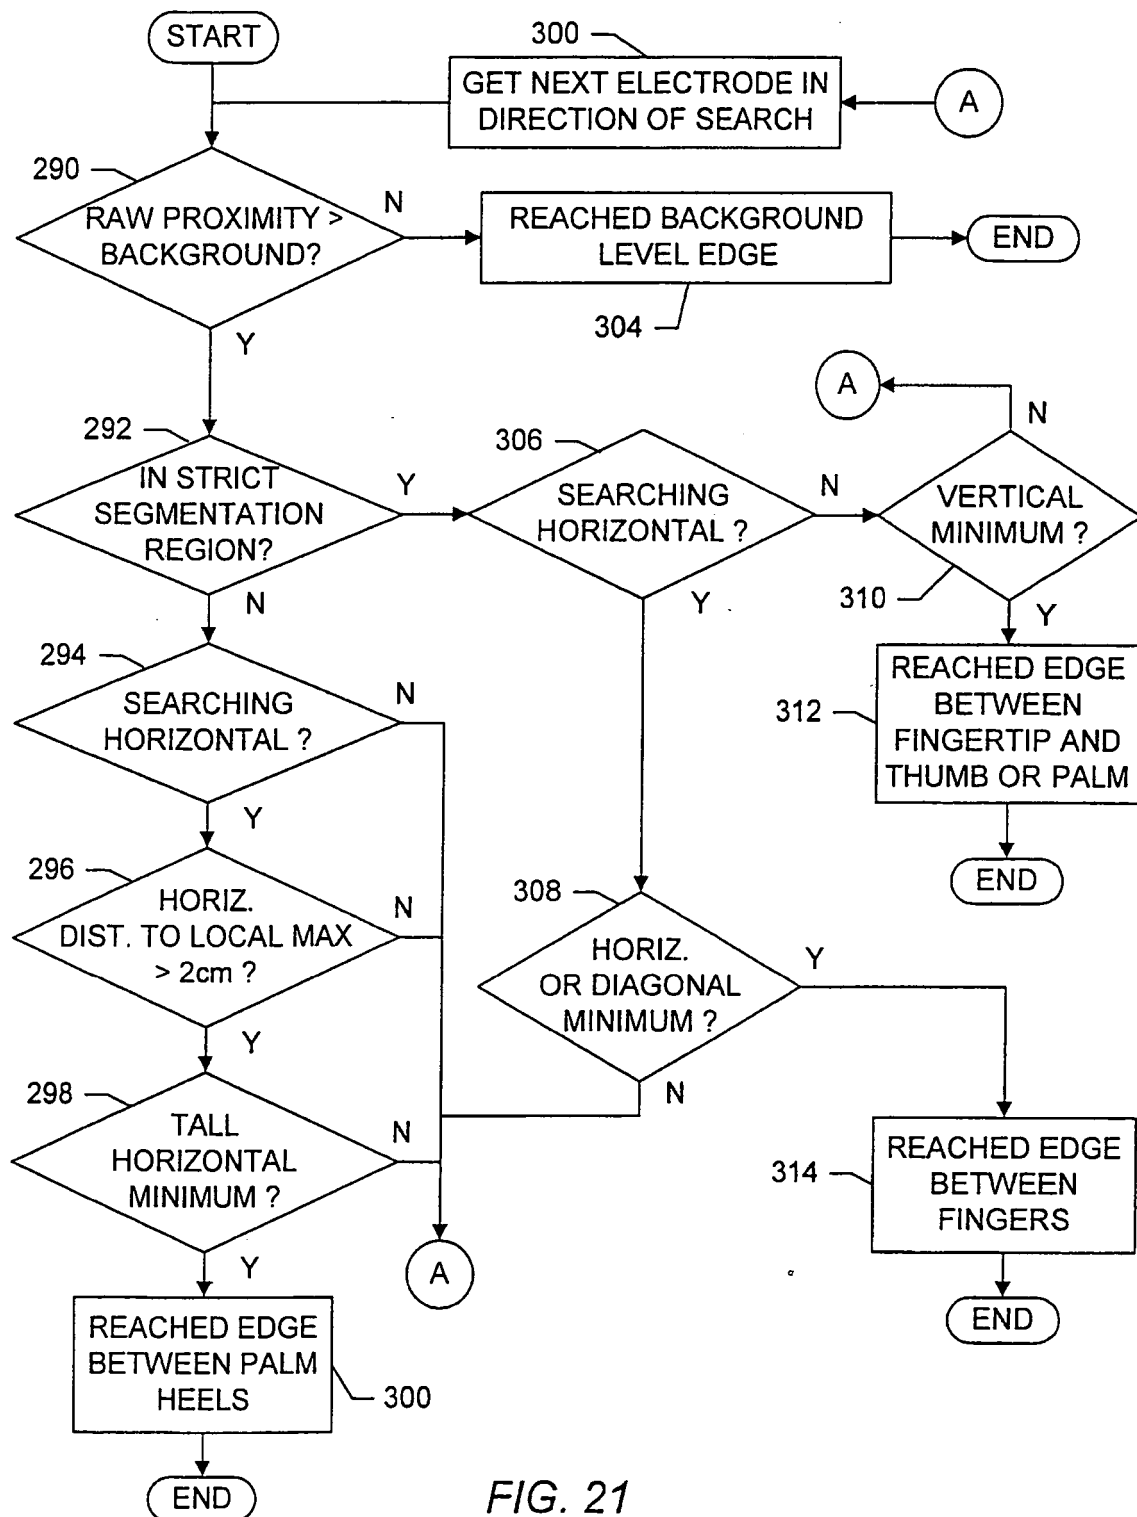 START
300
GET NEXT ELECTRODE IN
DIRECTION OF SEARCH
A
290
RAW PROXIMITY >
BACKGROUND?
N
REACHED BACKGROUND
LEVEL EDGE
END
304
Y
A
N
292
IN STRICT
SEGMENTATION
REGION?
Y
306
SEARCHING
HORIZONTAL ?
N
VERTICAL
MINIMUM ?
310
N
Y
Y
294
SEARCHING
HORIZONTAL ?
N
312
REACHED EDGE
BETWEEN
FINGERTIP AND
THUMB OR PALM
Y
END
296
HORIZ.
DIST. TO LOCAL MAX
> 2cm ?
N
308
HORIZ.
OR DIAGONAL
MINIMUM ?
Y
Y
N
298
TALL
HORIZONTAL
MINIMUM ?
N
314
REACHED EDGE
BETWEEN
FINGERS
Y
A
END
REACHED EDGE
BETWEEN PALM
HEELS
300
END
FIG. 21